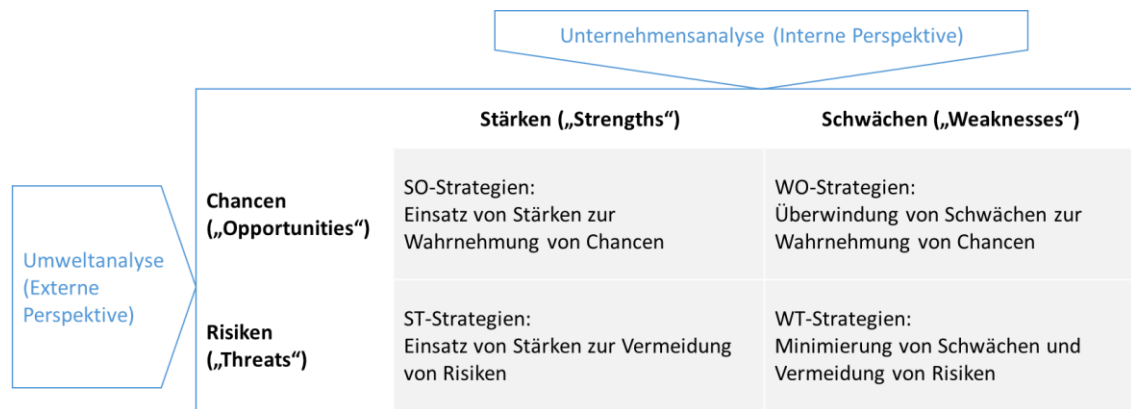 Unternehmensanalyse (Interne Perspektive)
Stärken („Strengths“)
Schwächen („Weaknesses“)
Umweltanalyse
(Externe
Perspektive)
Chancen
(„Opportunities“)
SO-Strategien:
Einsatz von Stärken zur
Wahrnehmung von Chancen
WO-Strategien:
Überwindung von Schwächen zur
Wahrnehmung von Chancen
Risiken
(„Threats“)
ST-Strategien:
Einsatz von Stärken zur Vermeidung
von Risiken
WT-Strategien:
Minimierung von Schwächen und
Vermeidung von Risiken